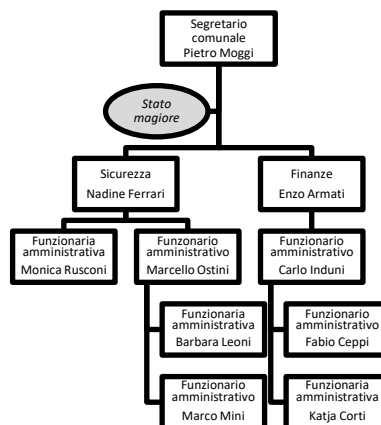 Segretario
comunale
Pietro Moggi
Stato
magiore
Sicurezza
Nadine Ferrari
Finanze
Enzo Armati
Funzionaria
amministrativa
Monica Rusconi
Funzonario
amministrativo
Marcello Ostini
Funzionario
amministrativo
Carlo Induni
Funzionario
amministrativa
Barbara Leoni
Funzionario
amministrativo
Fabio Ceppi
Funzionario
amministrativo
Marco Mini
Funzionaria
amministrativa
Katja Corti